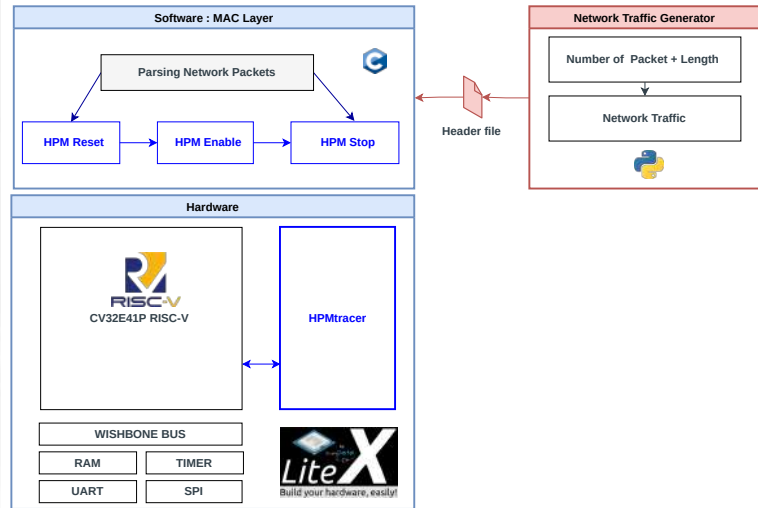 Software : MAC Layer
Parsing Network Packets
C
HPM Reset
HPM Enable
HPM Stop
Header file
Network Traffic Generator
Number of Packet + Length
Network Traffic
Hardware
RISC-V
CV32E41P RISC-V
HPMtracer
WISHBONE BUS
RAM
TIMER
UART
SPI
LiteX
Build your hardware, easily!